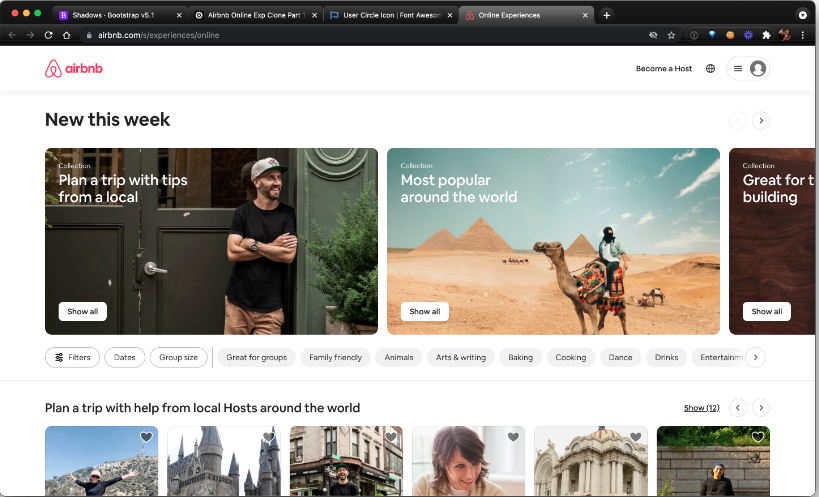 Shadows · Bootstrap v5.1
Airbnb Online Exp Clone Part 1
User Circle Icon | Font Awesom
Online Experiences
airbnb.com/s/experiences/online
airbnb
Become a Host
New this week
Collection
Plan a trip with tips
from a local
Show all
Collection
Most popular
around the world
Show all
Collection
Great for t
building
Show all
Filters
Dates
Group size
Great for groups
Family friendly
Animals
Arts & writing
Baking
Cooking
Dance
Drinks
Entertainm
Plan a trip with help from local Hosts around the world
Show (12)